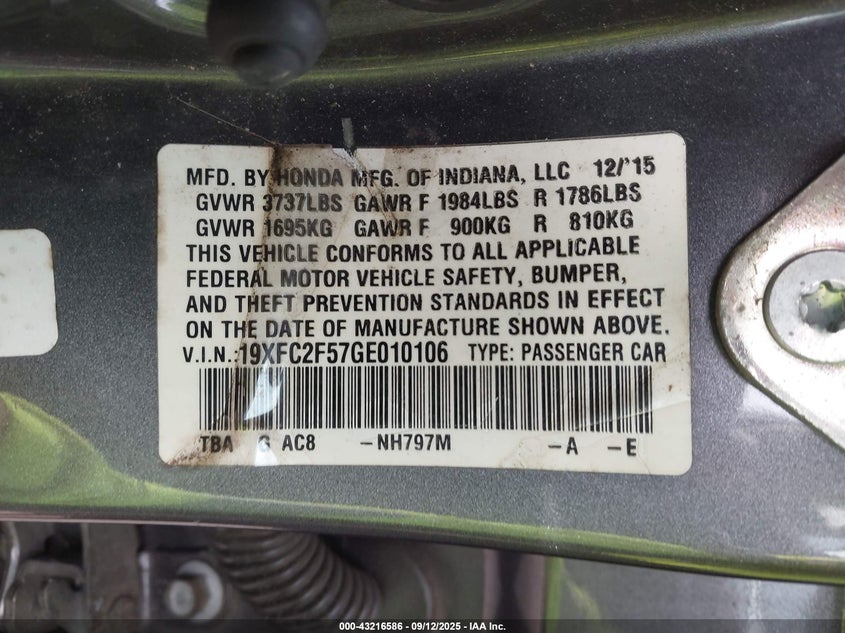 MFD. BY HONDA MFG. OF INDIANA, LLC 12/'15
GVWR 3737LBS GAWR F 1984LBS R 1786LBS
GVWR 1695KG GAWR F 900KG R 810KG
THIS VEHICLE CONFORMS TO ALL APPLICABLE
FEDERAL MOTOR VEHICLE SAFETY, BUMPER,
AND THEFT PREVENTION STANDARDS IN EFFECT
ON THE DATE OF MANUFACTURE SHOWN ABOVE.
V.I.N.:19XFC2F57GE010106 TYPE: PASSENGER CAR
TBA G AC8 -NH797M -A -E
000-43216586 - 09/12/2025 - IAA Inc.